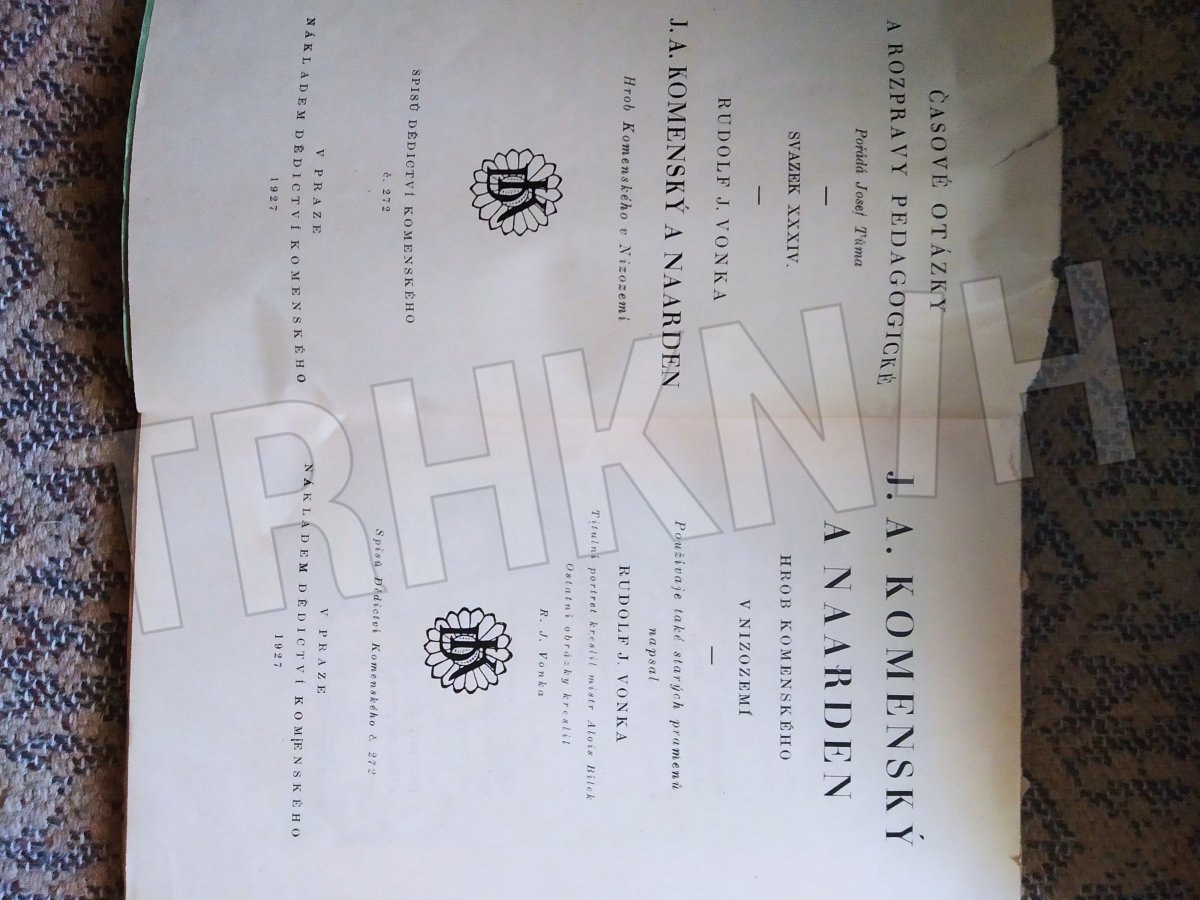 ČASOVÉ OTÁZKY
A ROZPRAVY PEDAGOGICKÉ
Pořádá Josef Tůma
SVAZEK XXXIV.
RUDOLF J. VONKA
J. A. KOMENSKÝ A NAARDEN
Hrob Komenského v Nizozemí
DK
SPISŮ DĚDICTVÍ KOMENSKÉHO
č. 272
V PRAZE
NÁKLADEM DĚDICTVÍ KOMENSKÉHO
1927
J. A. KOMENSKÝ
A NAARDEN
HROB KOMENSKÉHO
V NIZOZEMÍ
Používaje také starých pramenů
napsal
RUDOLF J. VONKA
Titulní portret kreslil mistr Alois Bílek
Ostatní obrázky kreslil
R. J. Vonka
DK
Spisů Dědictví Komenského č. 272
V PRAZE
NÁKLADEM DĚDICTVÍ KOMENSKÉHO
1927
TRHKNIH